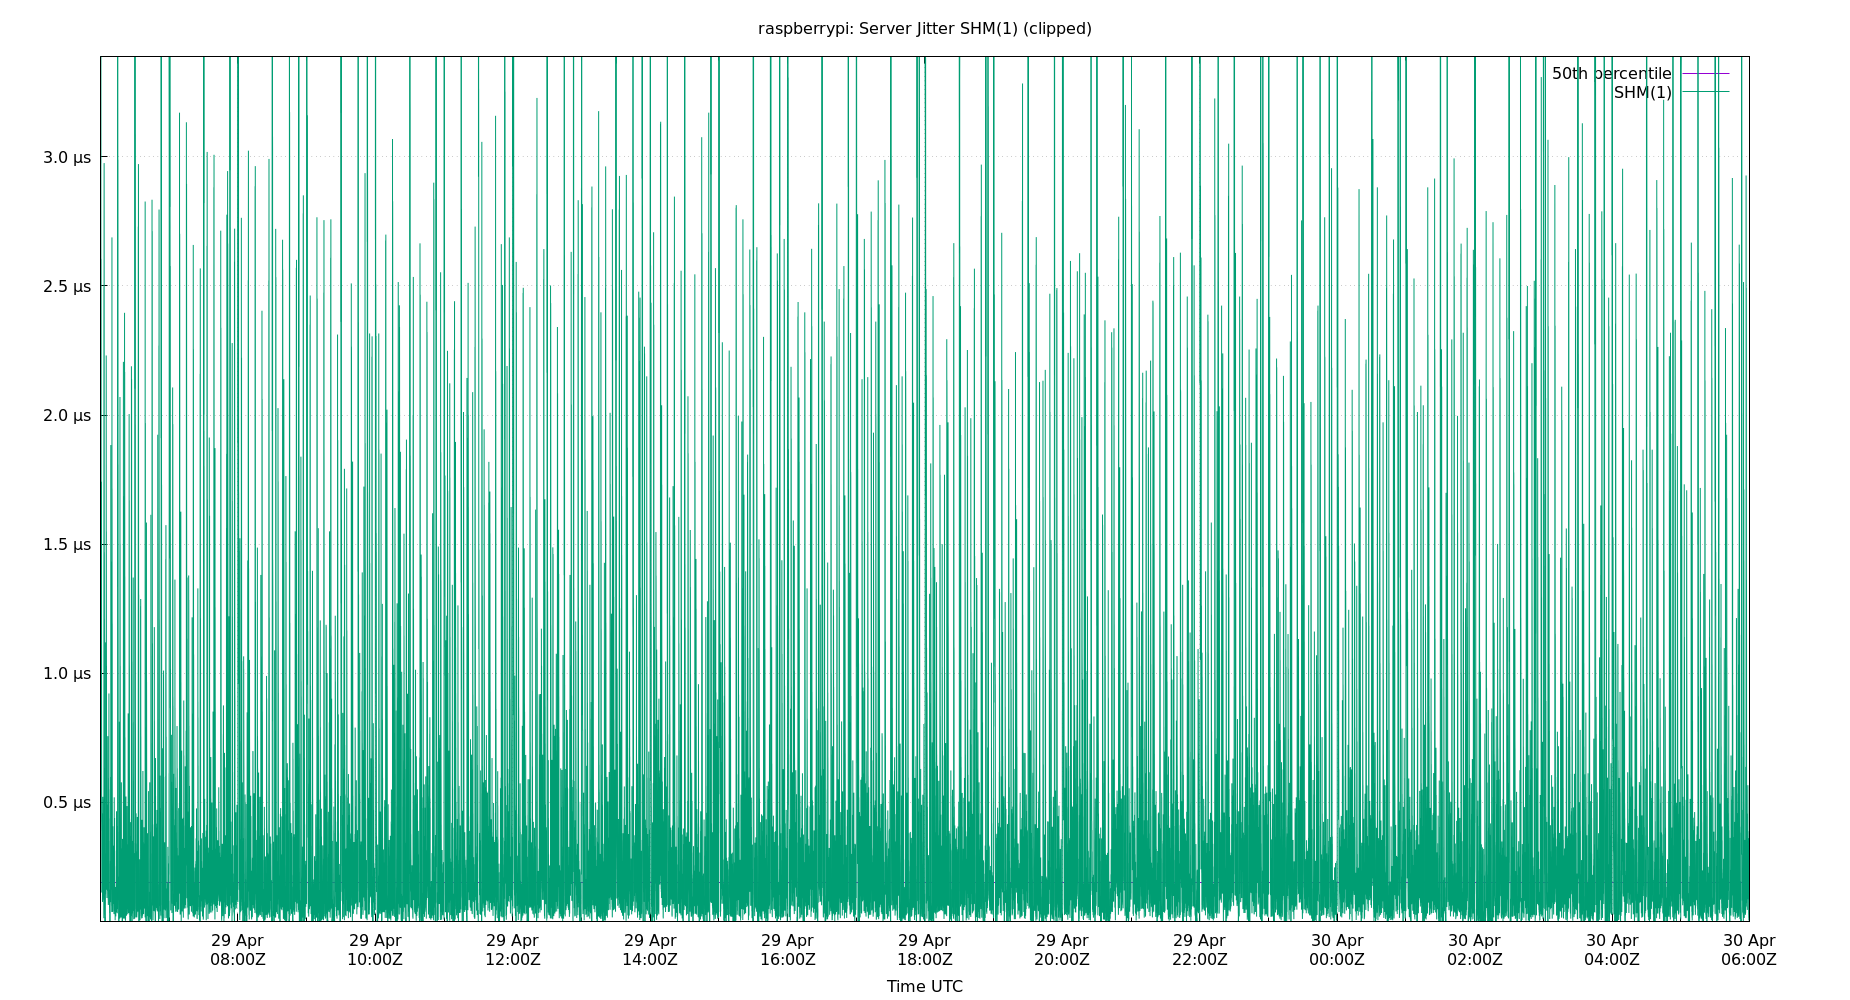 raspberrypi: Server Jitter SHM(1) (clipped)
50th percentile
SHM(1)
3.0 µs
2.5 µs
2.0 µs
1.5 µs
1.0 µs
0.5 µs
29 Apr 29 Apr 29 Apr 29 Apr 29 Apr 29 Apr 29 Apr 29 Apr 30 Apr 30 Apr 30 Apr 30 Apr
08:00Z 10:00Z 12:00Z 14:00Z 16:00Z 18:00Z 20:00Z 22:00Z 00:00Z 02:00Z 04:00Z 06:00Z
Time UTC